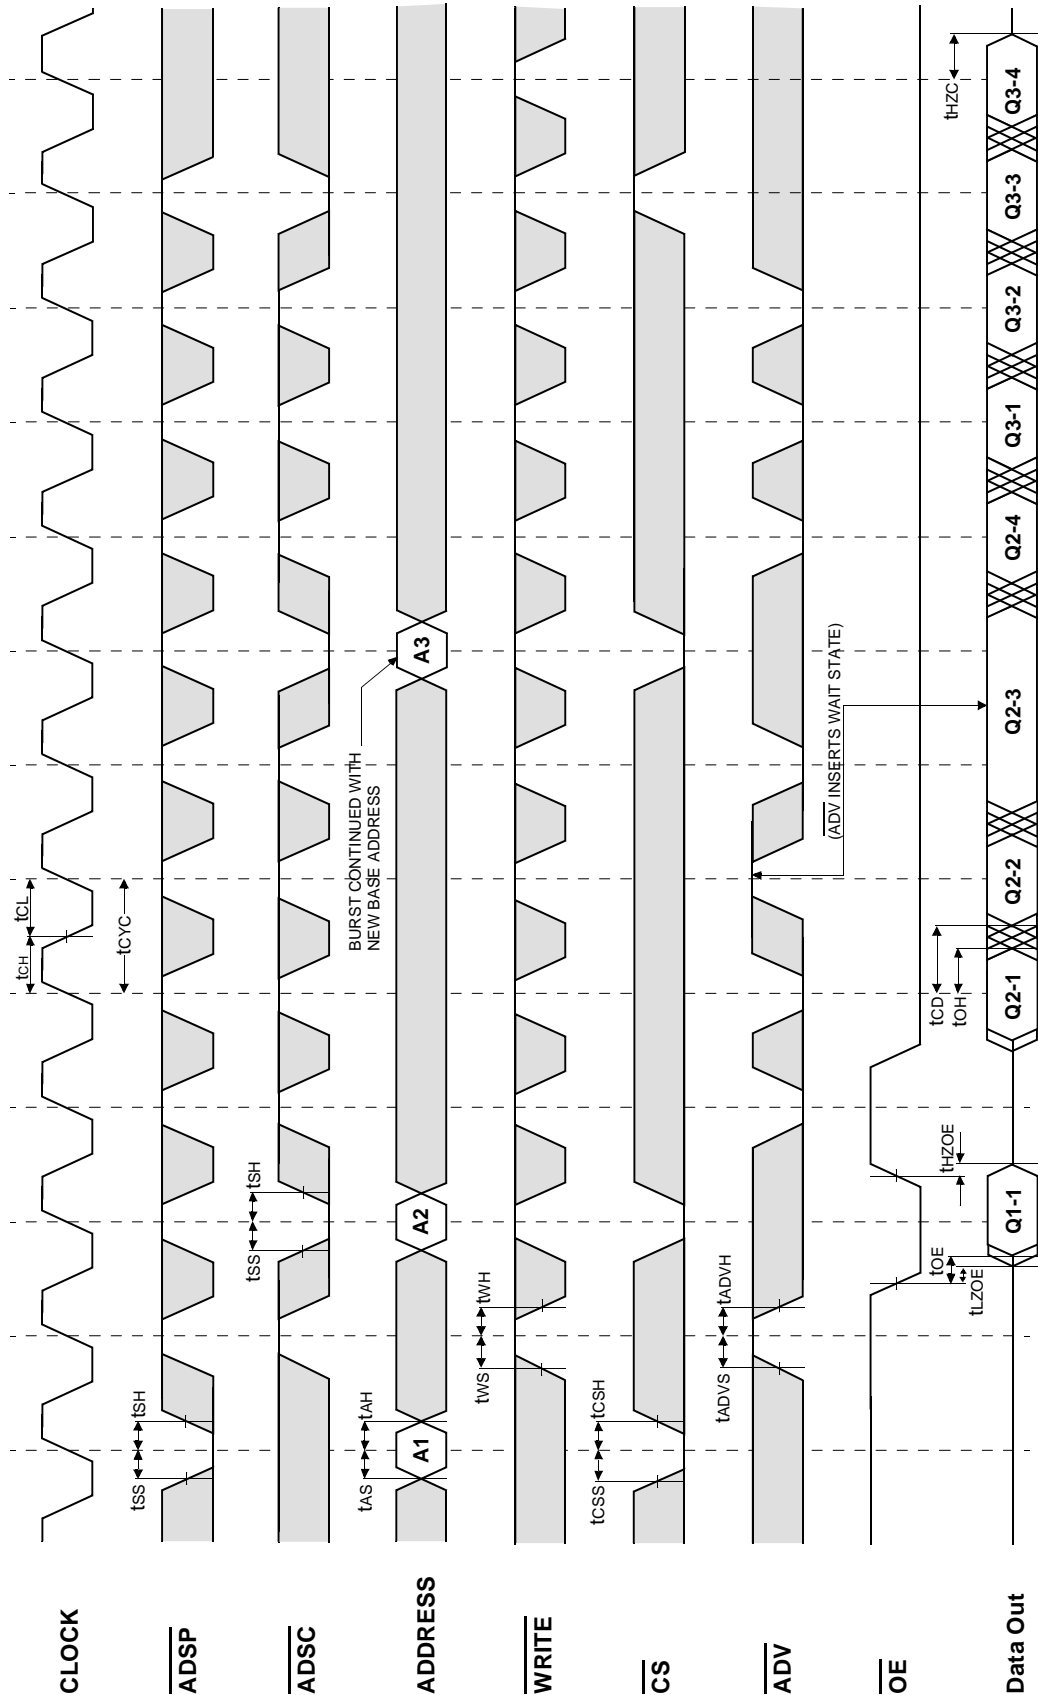 CLOCK
tCH
tCL
tCYC
ADSP
tSS
tSH
ADSC
tSS
tSH
ADDRESS
tAS
tAH
A1
A2
A3
BURST CONTINUED WITH
NEW BASE ADDRESS
WRITE
tWS
tWH
CS
tCSS
tCSH
ADV
tADVS
tADVH
(ADV INSERTS WAIT STATE)
OE
tOE
tLZOE
tHZOE
tCD
tOH
tHZC
Data Out
Q1-1
Q2-1
Q2-2
Q2-3
Q2-4
Q3-1
Q3-2
Q3-3
Q3-4